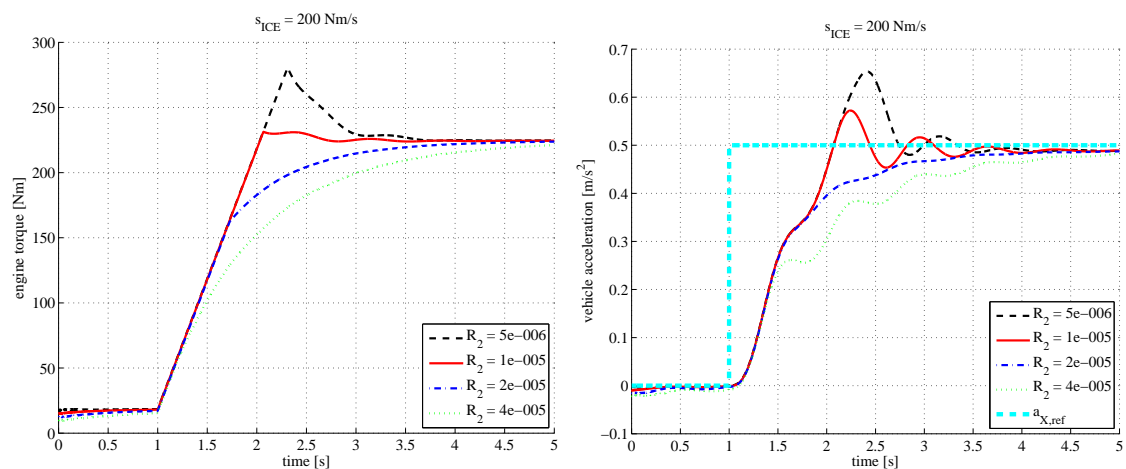 s_ICE = 200 Nm/s
300
250
200
150
100
50
0
engine torque [Nm]
0 0.5 1 1.5 2 2.5 3 3.5 4 4.5 5
time [s]
R_2 = 5e−006
R_2 = 1e−005
R_2 = 2e−005
R_2 = 4e−005
s_ICE = 200 Nm/s
0.7
0.6
0.5
0.4
0.3
0.2
0.1
0
−0.1
vehicle acceleration [m/s^2]
0 0.5 1 1.5 2 2.5 3 3.5 4 4.5 5
time [s]
R_2 = 5e−006
R_2 = 1e−005
R_2 = 2e−005
R_2 = 4e−005
a_X,ref